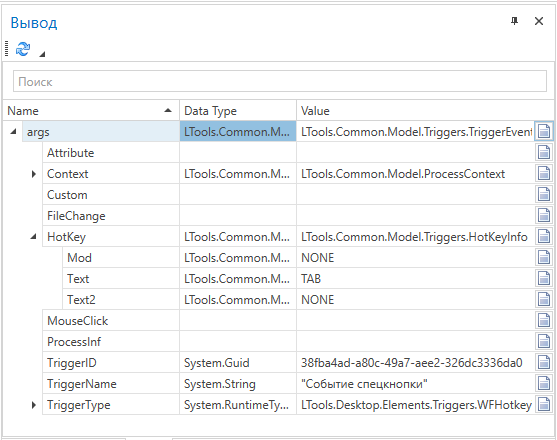 Вывод
Поиск
Name Data Type Value
args LTools.Common.M... LTools.Common.Model.Triggers.TriggerEvent
Attribute
Context LTools.Common.M... LTools.Common.Model.ProcessContext
Custom
FileChange
HotKey LTools.Common.M... LTools.Common.Model.Triggers.HotKeyInfo
Mod LTools.Common.M... NONE
Text LTools.Common.M... TAB
Text2 LTools.Common.M... NONE
MouseClick
ProcessInf
TriggerID System.Guid 38fba4ad-a80c-49a7-aee2-326dc3336da0
TriggerName System.String "Событие спецкнопки"
TriggerType System.RuntimeTy... LTools.Desktop.Elements.Triggers.WFHotkey